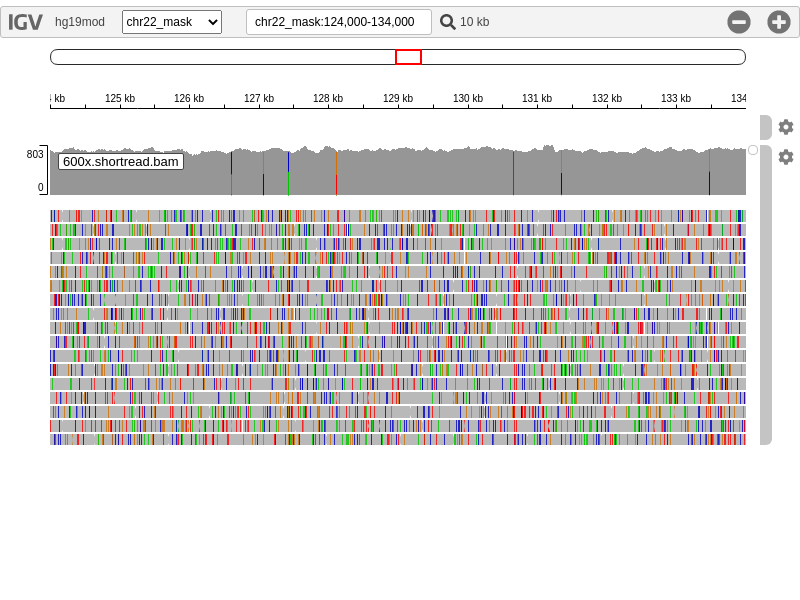 IGV hg19mod chr22_mask chr22_mask:124,000-134,000 10 kb
kb 125 kb 126 kb 127 kb 128 kb 129 kb 130 kb 131 kb 132 kb 133 kb 134
803
600x.shortread.bam
0